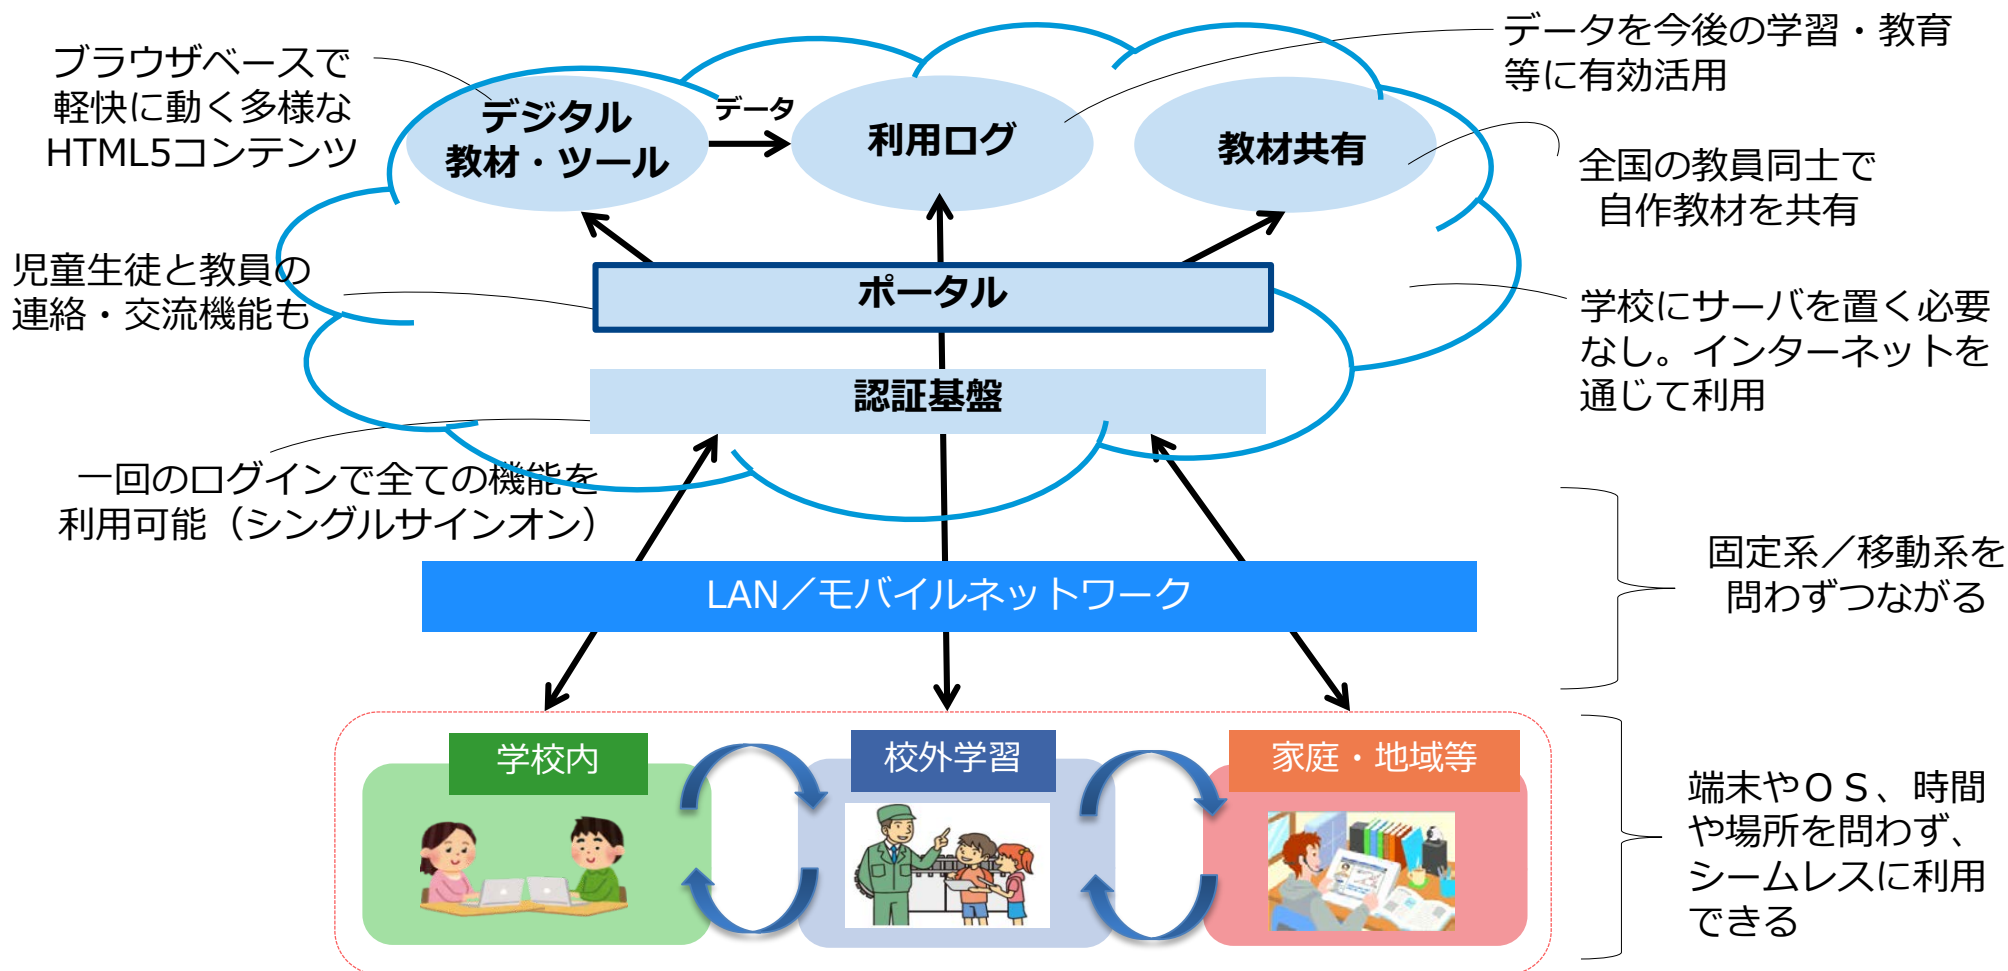 ブラウザベースで
軽快に動く多様な
HTML5コンテンツ
デジタル
教材・ツール
データ
利用ログ
教材共有
データを今後の学習・教育
等に有効活用
全国の教員同士で
自作教材を共有
児童生徒と教員の
連絡・交流機能も
ポータル
学校にサーバを置く必要
なし。インターネットを
通じて利用
認証基盤
一回のログインで全ての機能を
利用可能（シングルサインオン）
LAN／モバイルネットワーク
固定系／移動系を
問わずつながる
学校内
校外学習
家庭・地域等
端末やＯＳ、時間
や場所を問わず、
シームレスに利用
できる